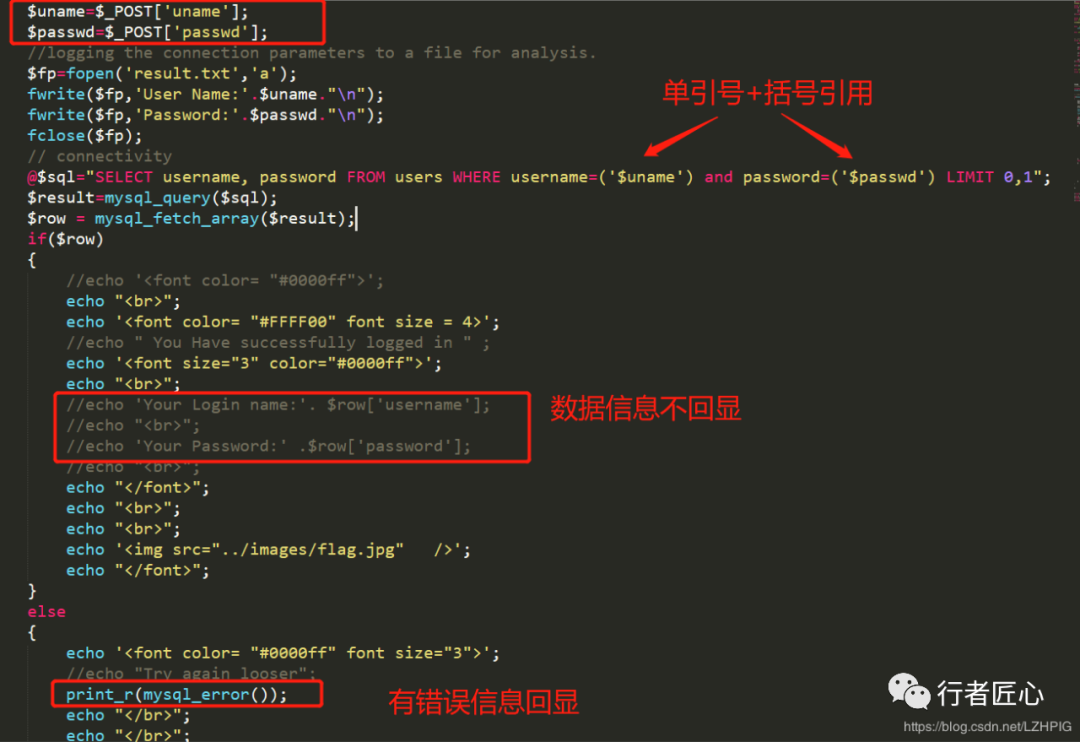 $uname=$_POST['uname'];
$passwd=$_POST['passwd'];
//logging the connection parameters to a file for analysis.
$fp=fopen('result.txt','a');
fwrite($fp,'User Name:'.$uname."\n");
fwrite($fp,'Password:'.$passwd."\n");
fclose($fp);
单引号+括号引用
// connectivity
@$sql="SELECT username, password FROM users WHERE username=('$uname') and password=('$passwd') LIMIT 0,1";
$result=mysql_query($sql);
$row = mysql_fetch_array($result);
if($row)
{
//echo '<font color= "#0000ff">';
echo "<br>";
echo '<font color= "#FFFF00" font size = 4>';
//echo " You Have successfully logged in " ;
echo '<font size="3" color="#0000ff">';
echo "<br>";
//echo 'Your Login name:'. $row['username'];
//echo "<br>";
//echo 'Your Password:' .$row['password'];
数据信息不回显
//echo "<br>";
echo "</font>";
echo "<br>";
echo "<br>";
echo '<img src="../images/flag.jpg"   />';
echo "</font>";
}
else
{
echo '<font color= "#0000ff" font size="3">';
//echo "Try again looser";
print_r(mysql_error());
有错误信息回显
echo "</br>";
echo "</br>";
行者匠心
https://blog.csdn.net/LZHPIG